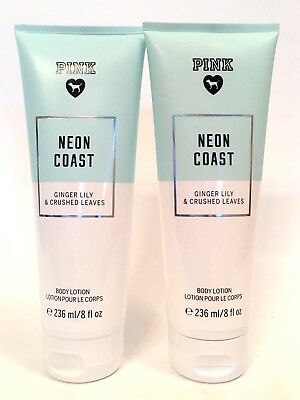 PINK
NEON
COAST
GINGER LILY
& CRUSHED LEAVES
BODY LOTION
LOTION POUR LE CORPS
℮ 236 ml/8 fl oz
PINK
NEON
COAST
GINGER LILY
& CRUSHED LEAVES
BODY LOTION
LOTION POUR LE CORPS
℮ 236 ml/8 fl oz